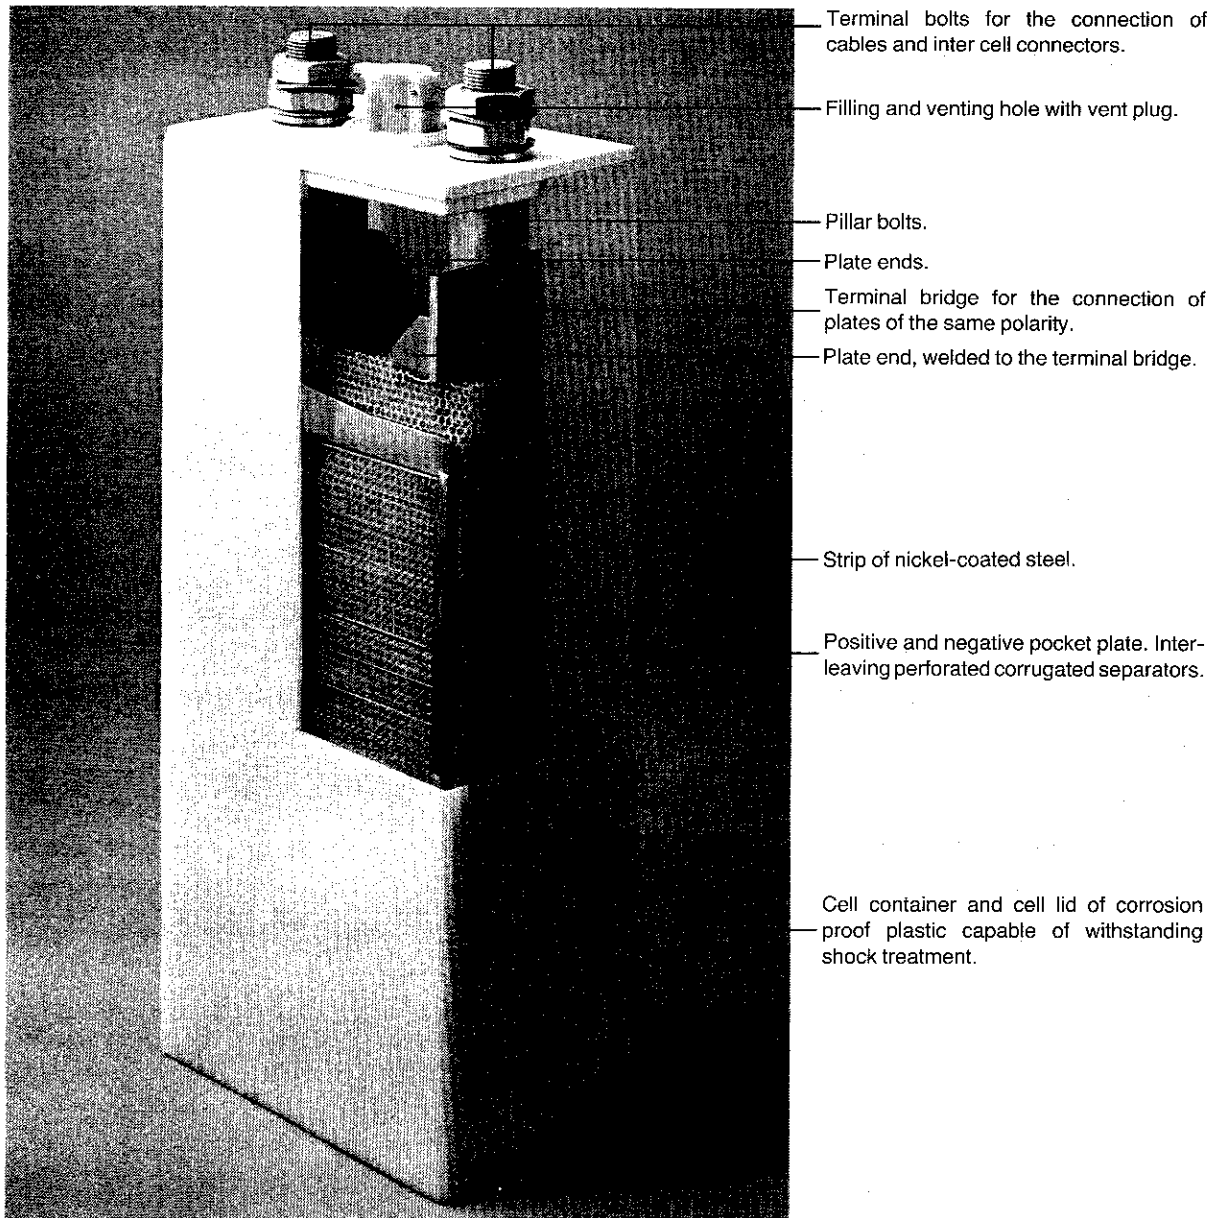 Terminal bolts for the connection of
cables and inter cell connectors.
Filling and venting hole with vent plug.
Pillar bolts.
Plate ends.
Terminal bridge for the connection of
plates of the same polarity.
Plate end, welded to the terminal bridge.
Strip of nickel-coated steel.
Positive and negative pocket plate. Inter-
leaving perforated corrugated separators.
Cell container and cell lid of corrosion
proof plastic capable of withstanding
shock treatment.